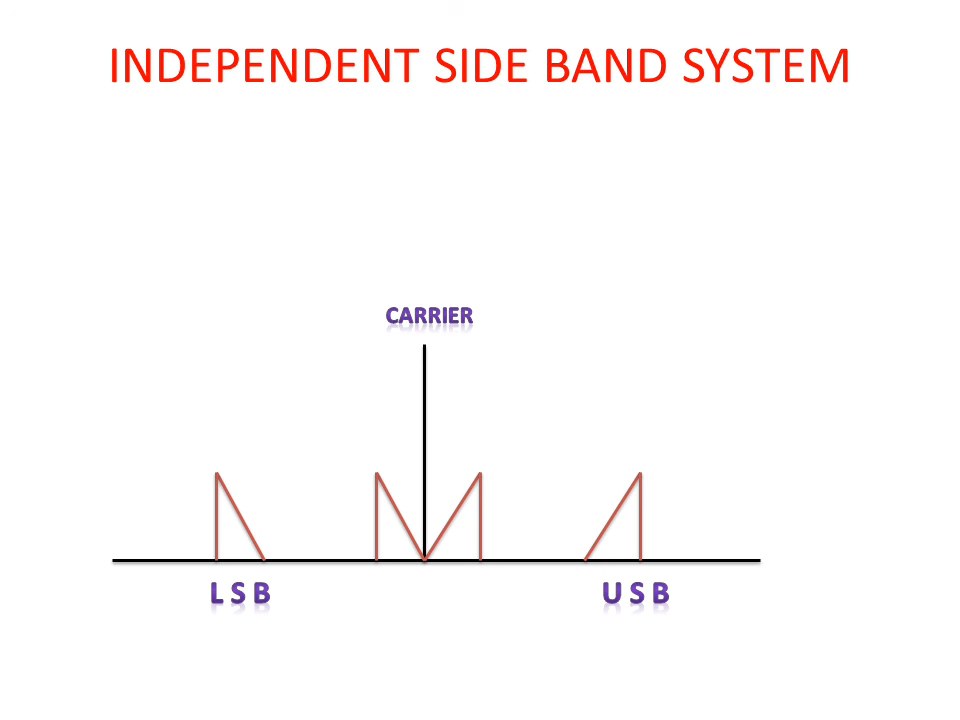 INDEPENDENT SIDE BAND SYSTEM
CARRIER
L S B
U S B